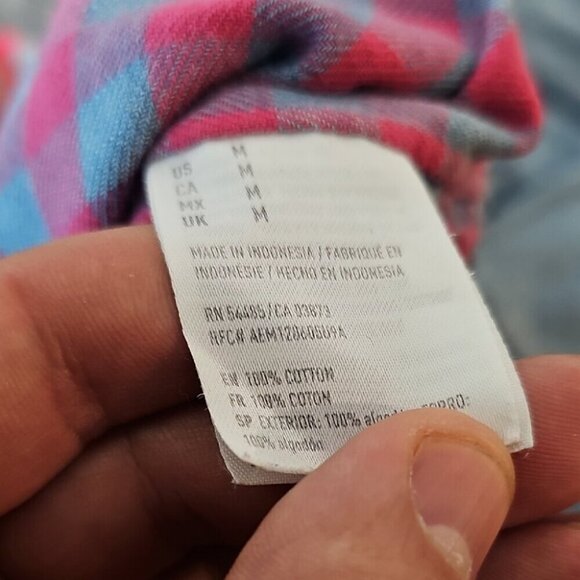 M
US M
CA M
MX M
UK M
MADE IN INDONESIA / FABRIQUÉ EN
INDONÉSIE / HECHO EN INDONESIA
RN 54485/CA 03873
RFC# AEM120605U9A
EN 100% COTTON
FR 100% COTON
SP EXTERIOR: 100% algodón FORRO:
100% algodón